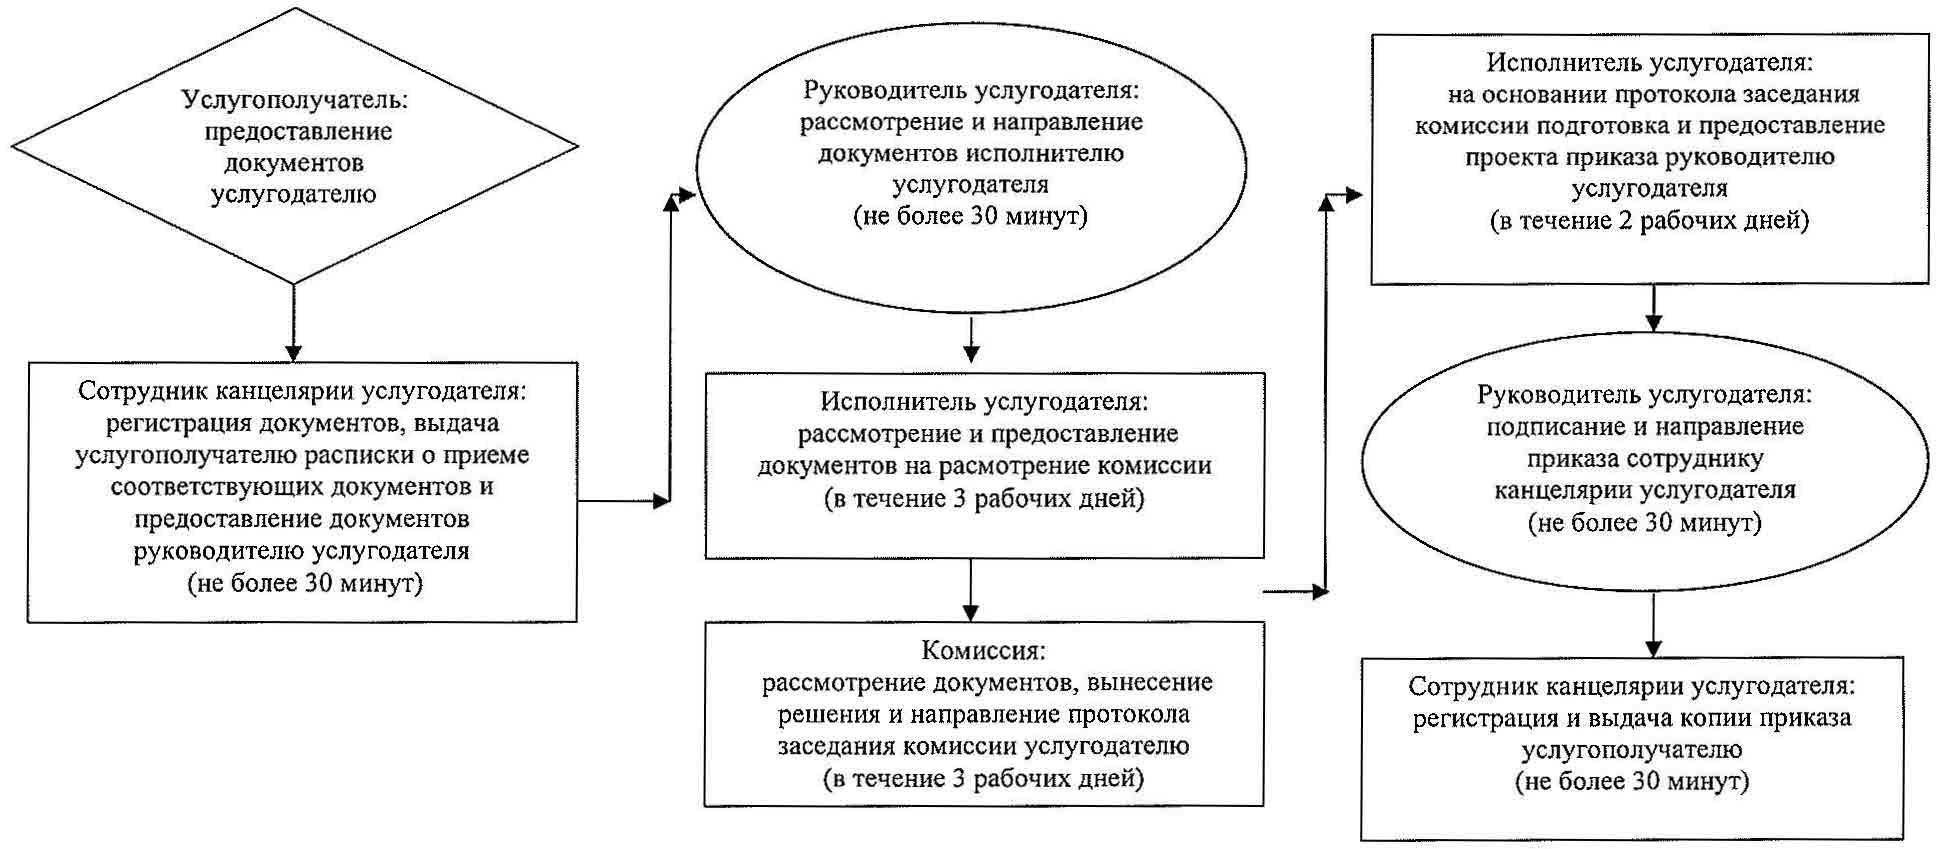 Услугополучатель:
предоставление
документов
услугодателю
Сотрудник канцелярии услугодателя:
регистрация документов, выдача
услугополучателю расписки о приеме
соответствующих документов и
предоставление документов
руководителю услугодателя
(не более 30 минут)
Руководитель услугодателя:
рассмотрение и направление
документов исполнителю
услугодателя
(не более 30 минут)
Исполнитель услугодателя:
рассмотрение и предоставление
документов на расмотрение комиссии
(в течение 3 рабочих дней)
Комиссия:
рассмотрение документов, вынесение
решения и направление протокола
заседания комиссии услугодателю
(в течение 3 рабочих дней)
Исполнитель услугодателя:
на основании протокола заседания
комиссии подготовка и предоставление
проекта приказа руководителю
услугодателя
(в течение 2 рабочих дней)
Руководитель услугодателя:
подписание и направление
приказа сотруднику
канцелярии услугодателя
(не более 30 минут)
Сотрудник канцелярии услугодателя:
регистрация и выдача копии приказа
услугополучателю
(не более 30 минут)